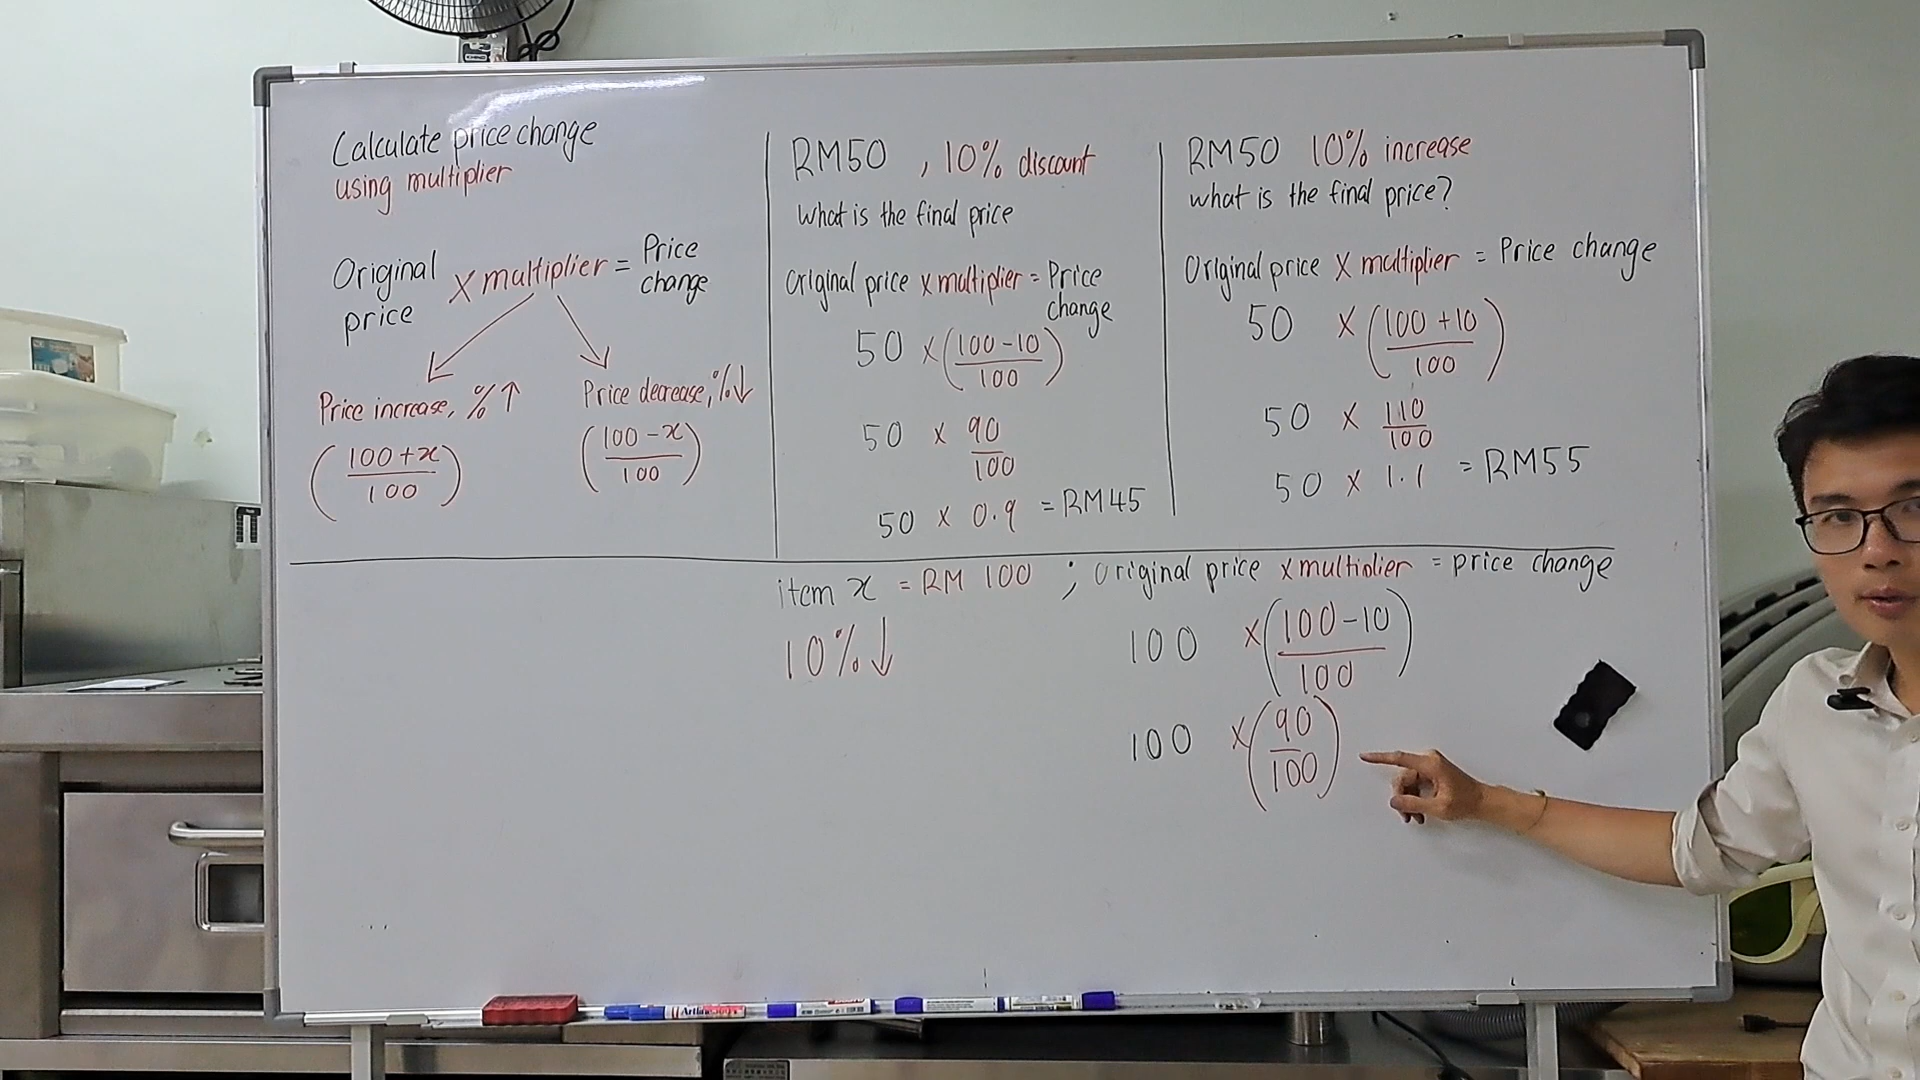 Calculate price change
using multiplier
Original price × multiplier = Price change
Price increase, %↑
(100+x/100)
Price decrease, %↓
(100-x/100)
RM50 , 10% discount
What is the final price
Original price × multiplier = Price change
50 × (100-10/100)
50 × 90/100
50 × 0.9 = RM45
RM50 10% increase
what is the final price?
Original price × multiplier = Price change
50 × (100+10/100)
50 × 110/100
50 × 1.1 = RM55
item x = RM 100 ; original price × multiplier = price change
10%↓
100 × (100-10/100)
100 × (90/100)
Artline